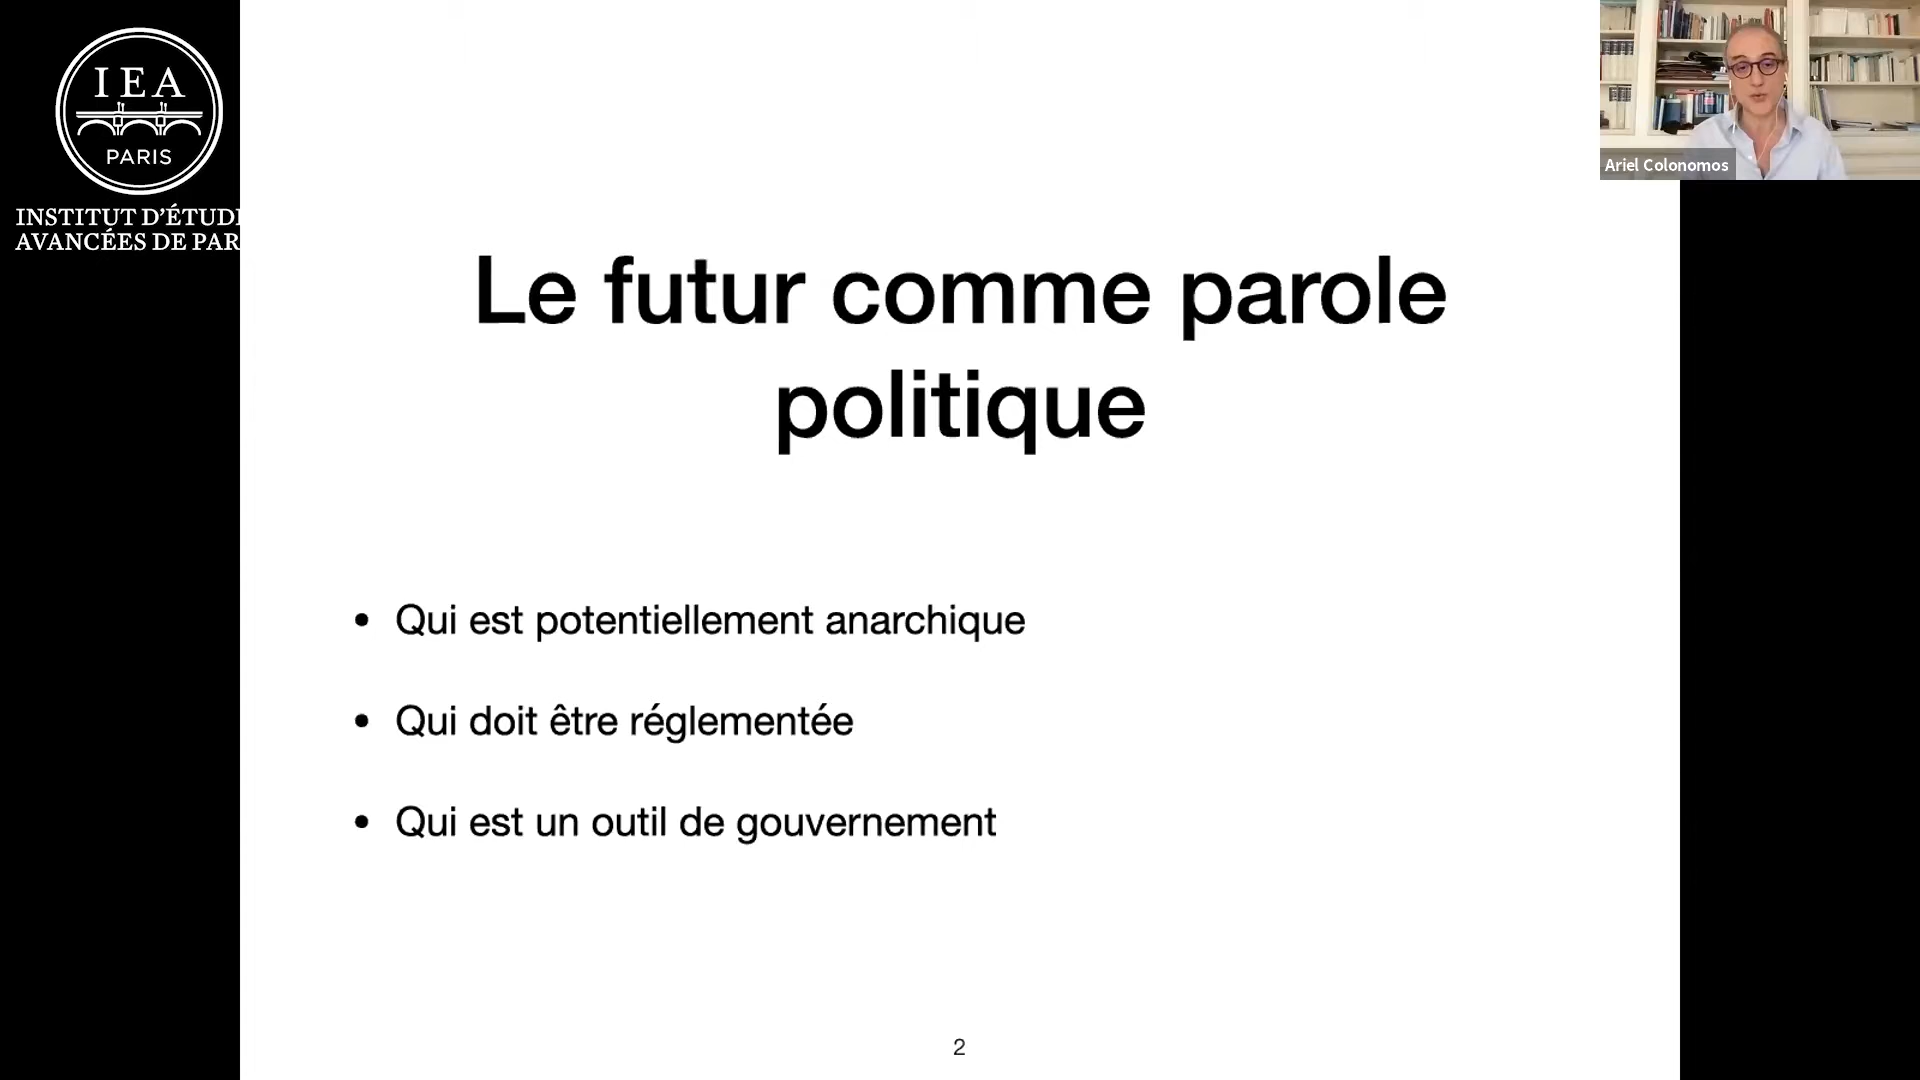 IEA
PARIS
INSTITUT D'ÉTUD
AVANCÉES DE PAR
Ariel Colonomos
Le futur comme parole
politique
• Qui est potentiellement anarchique
• Qui doit être réglementée
• Qui est un outil de gouvernement
2